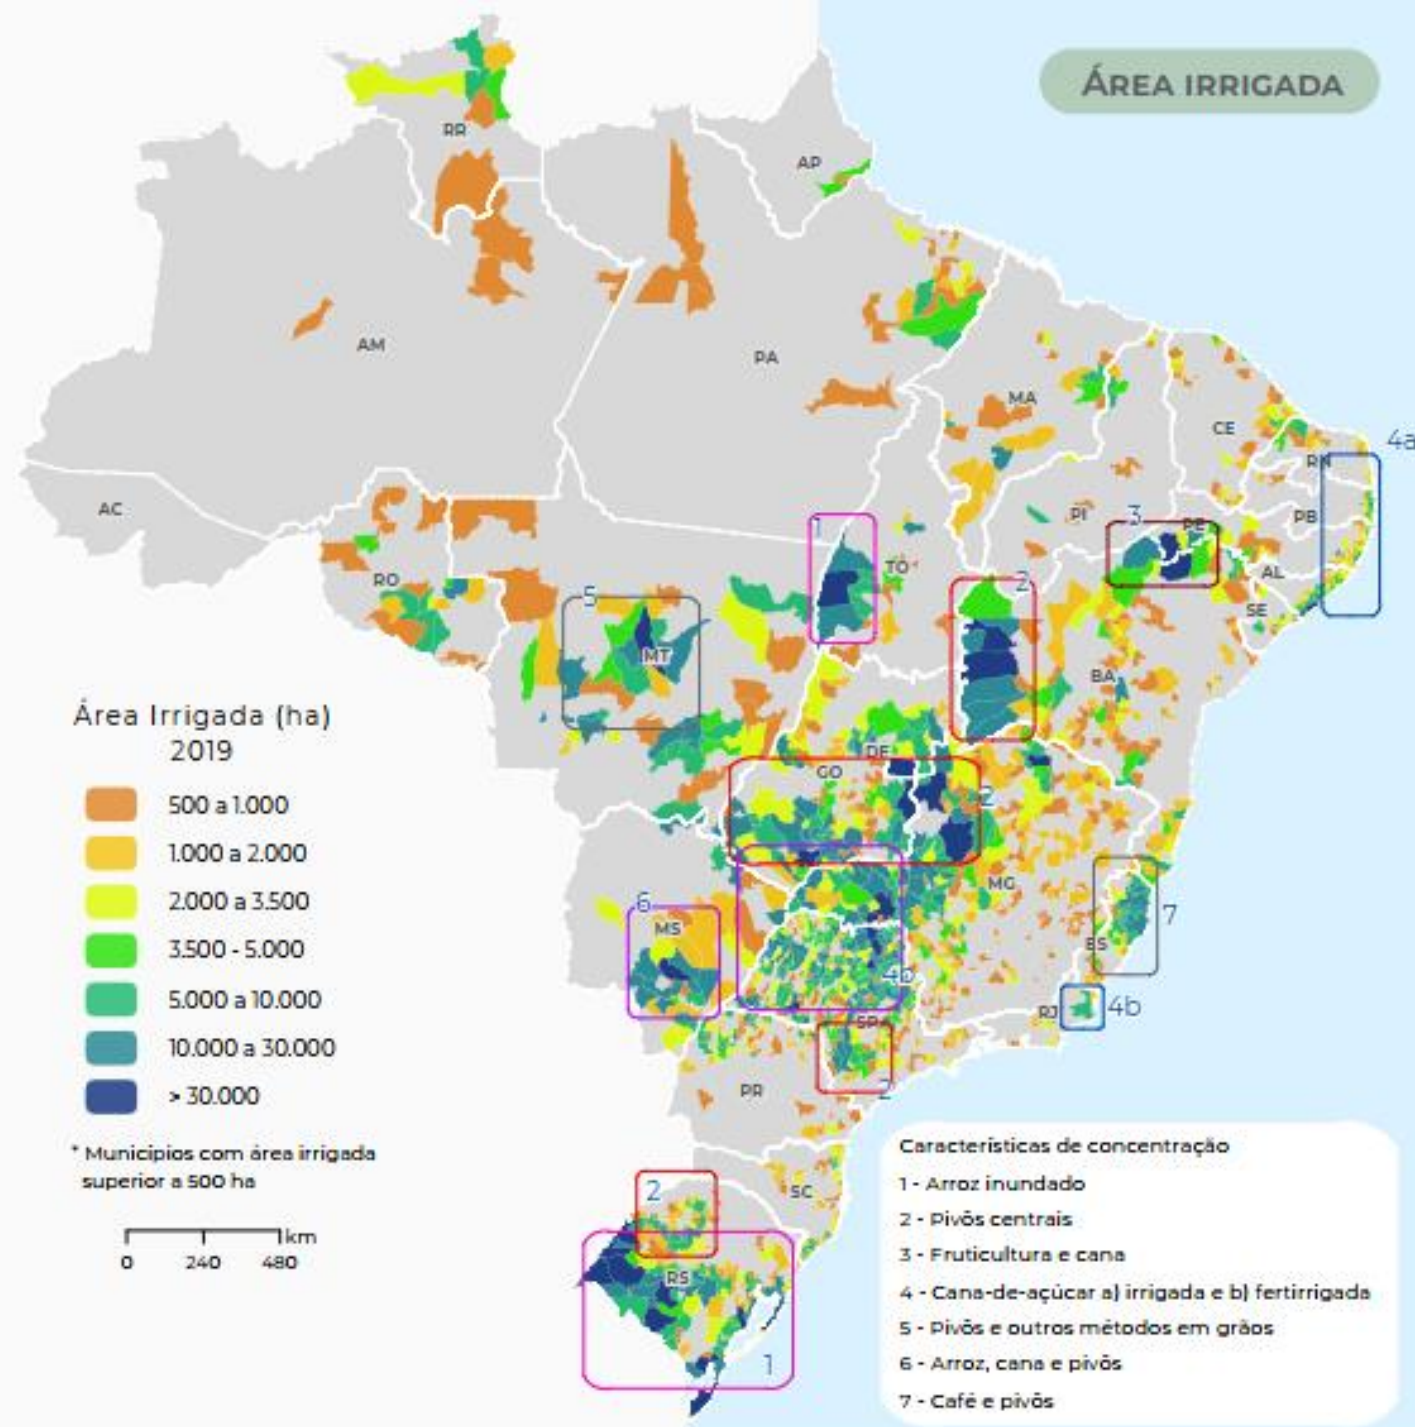 ÁREA IRRIGADA
RR
AP
AM
PA
MA
CE
4a
RN
AC
PI
PB
1
3
PE
TO
AL
RO
2
SE
5
MT
BA
Área Irrigada (ha)
2019
DF
GO
2
500 a 1.000
1.000 a 2.000
MG
2.000 a 3.500
6
MS
7
3.500 - 5.000
ES
4b
5.000 a 10.000
RJ
4b
SP
10.000 a 30.000
PR
2
> 30.000
* Municípios com área irrigada
superior a 500 ha
km
0 240 480
2
SC
RS
1
Características de concentração
1 - Arroz inundado
2 - Pivôs centrais
3 - Fruticultura e cana
4 - Cana-de-açúcar a) irrigada e b) fertirrigada
5 - Pivôs e outros métodos em grãos
6 - Arroz, cana e pivôs
7 - Café e pivôs